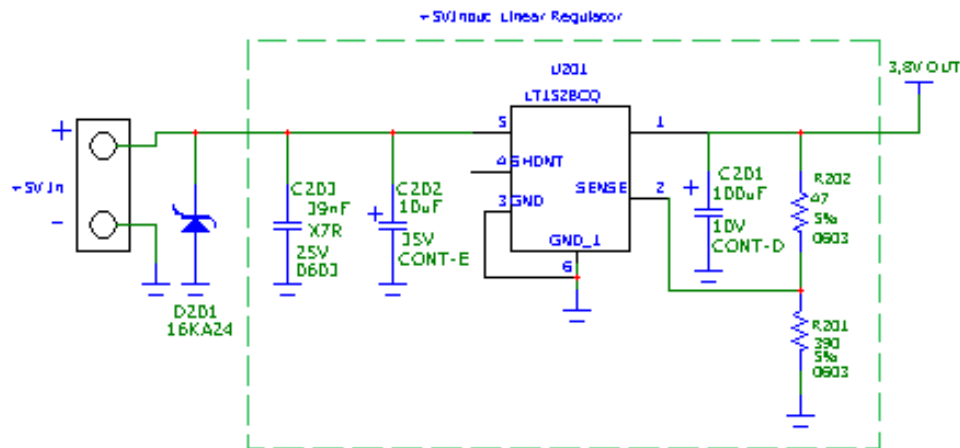 +5VInput Linear Regulator
3,8V OUT
U201
LT1528CQ
+
+5V In
-
5
4
SHDNT
3
GND
SENSE
GND_1
6
1
2
D201
16KA24
C203
39nF
X7R
25V
0603
C202
10uF
+
35V
CONT-E
C201
100uF
+
10V
CONT-D
R202
47
5%
0603
R201
390
5%
0603